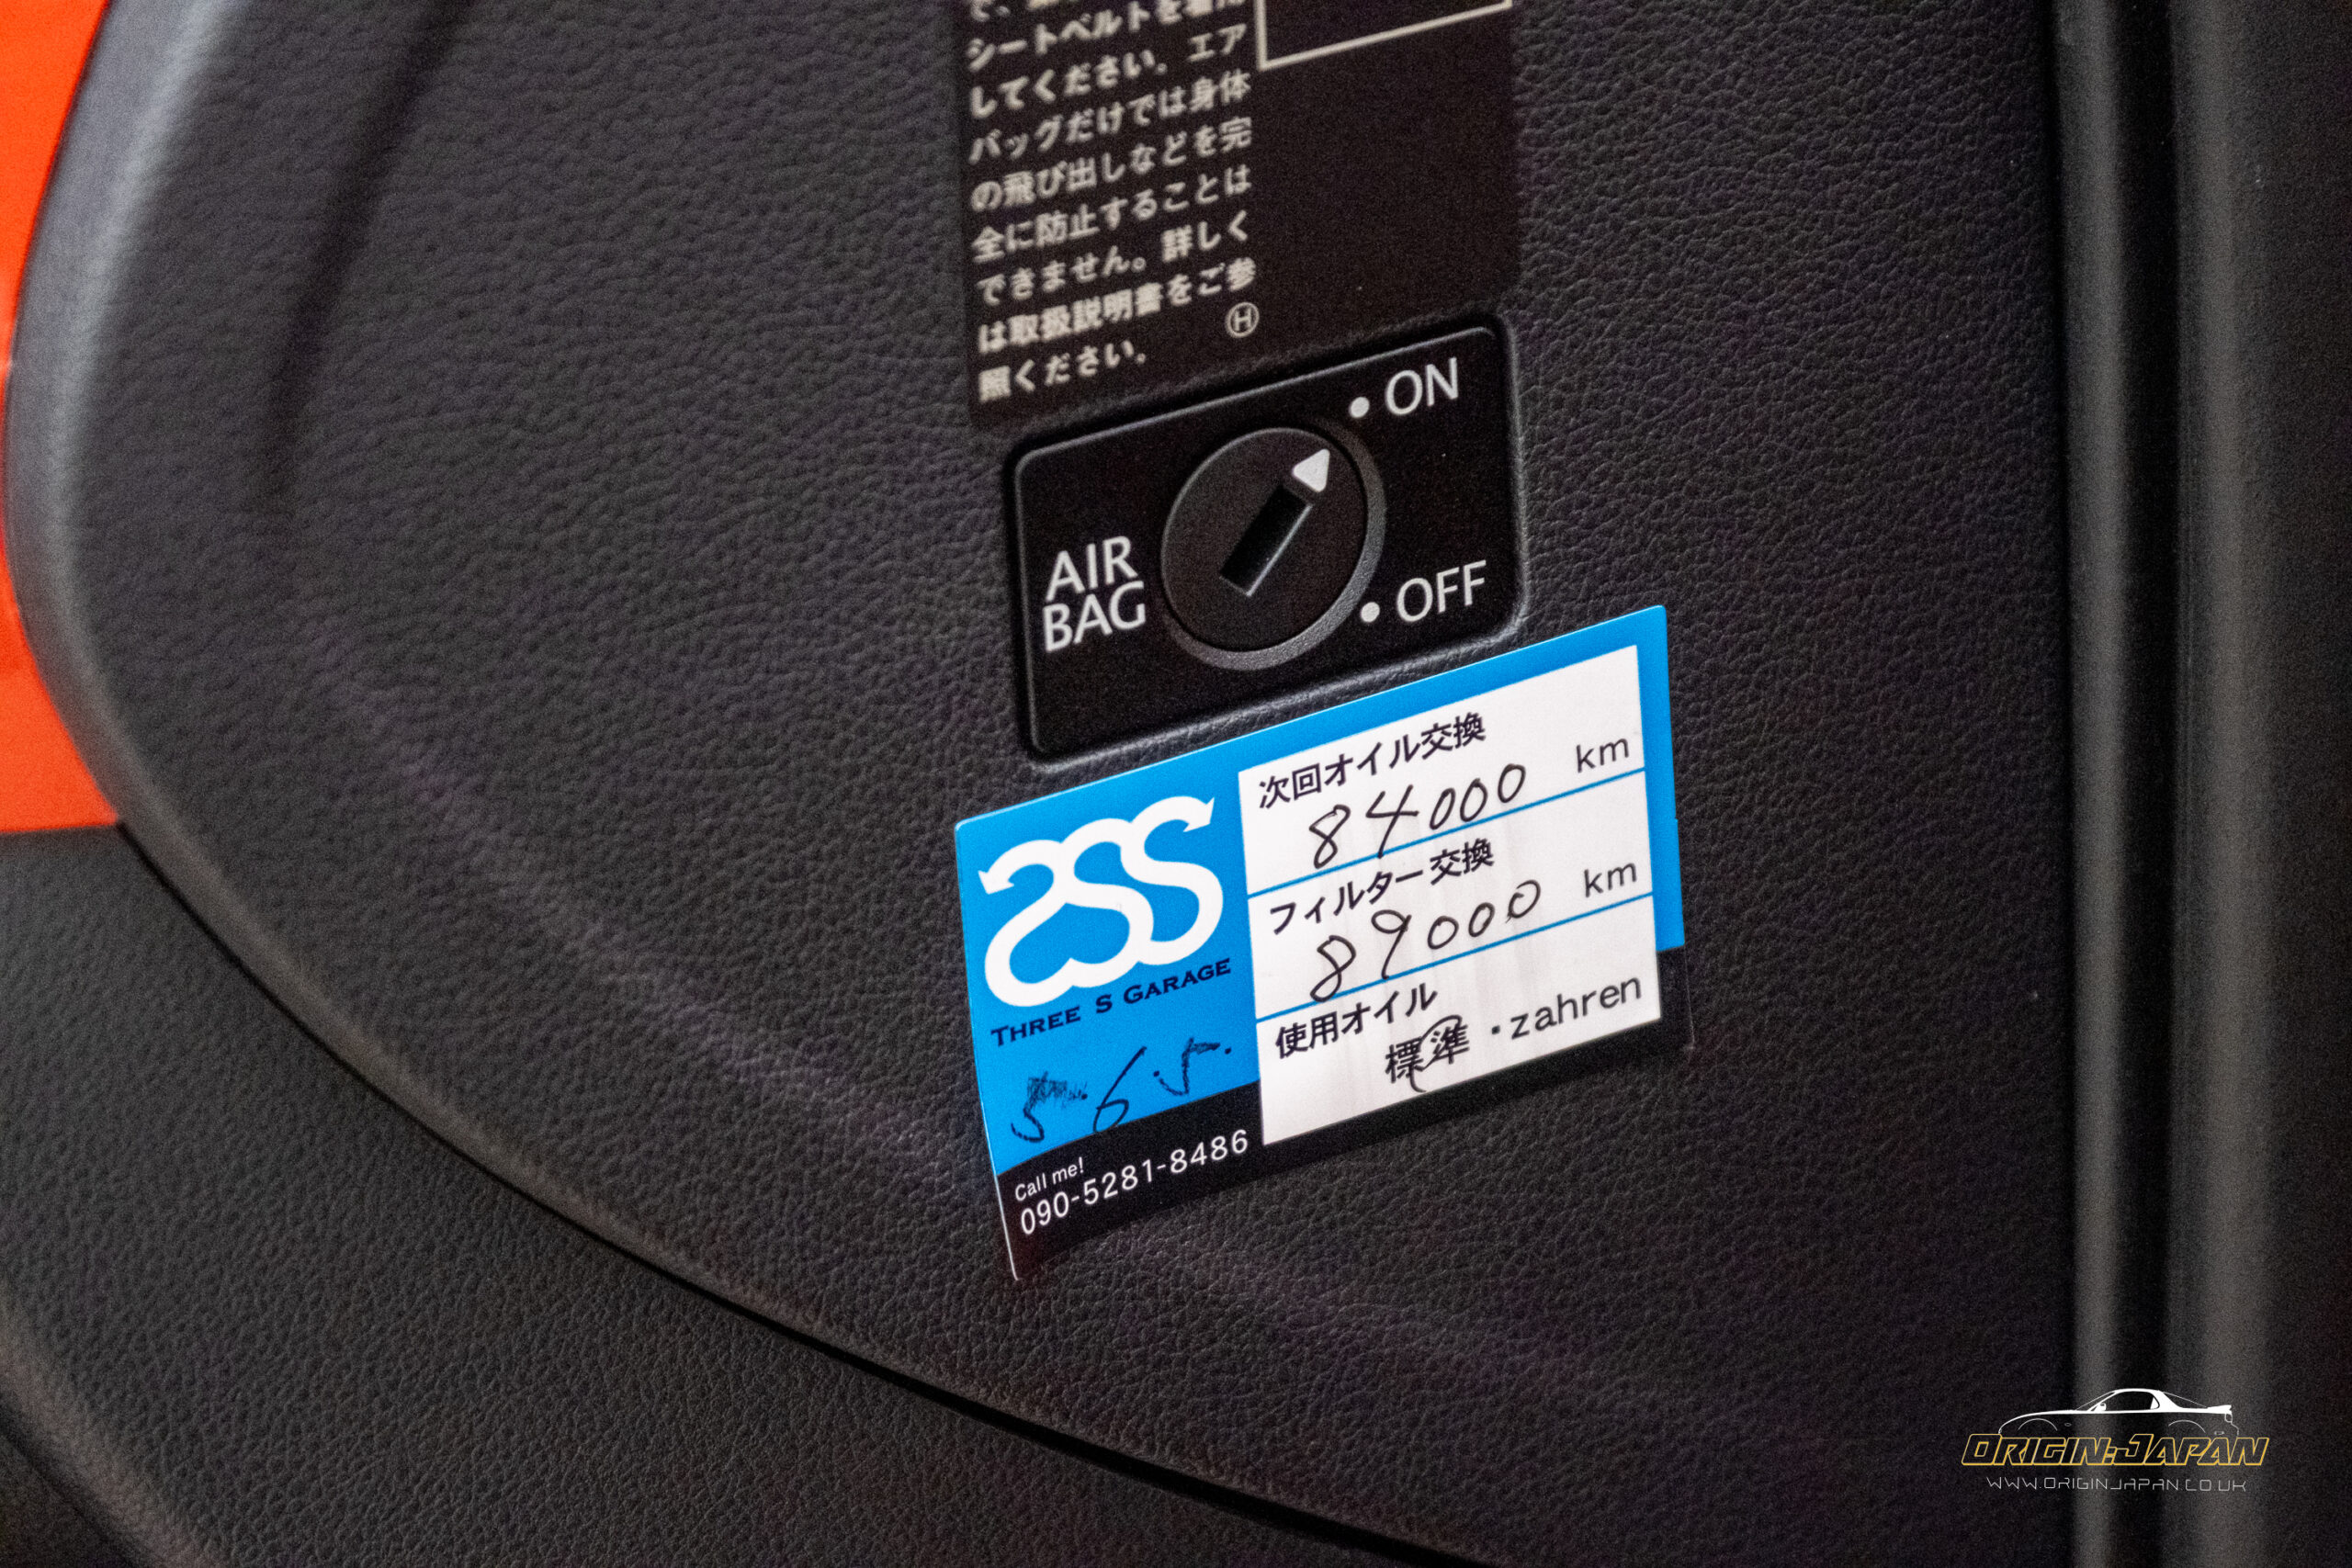 シートベルトを着用
してください。エア
バッグだけでは身体
の飛び出しなどを完
全に防止することは
できません。詳しく
は取扱説明書をご参
照ください。
Ⓗ
ON
AIR
BAG
OFF
次回オイル交換
84000 km
フィルター交換
89000 km
使用オイル
標準・zahren
THREE S GARAGE
Call me!
090-5281-8486
ORIGIN:JAPAN
WWW.ORIGINJAPAN.CO.UK